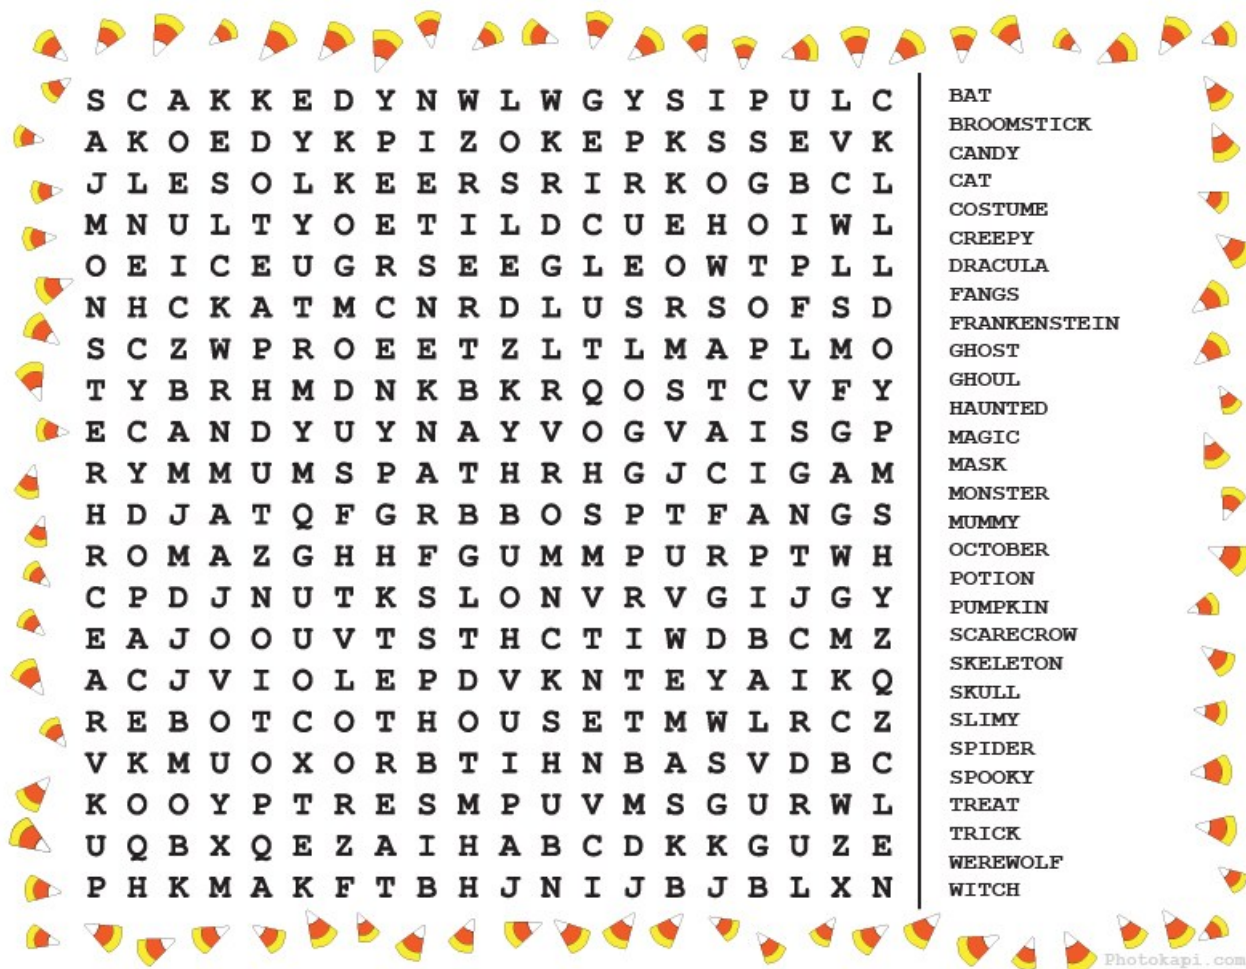 S C A K K E D Y N W L W G Y S I P U L C
A K O E D Y K P I Z O K E P K S S E V K
J L E S O L K E E R S R I R K O G B C L
M N U L T Y O E T I L D C U E H O I W L
O E I C E U G R S E E G L E O W T P L L
N H C K A T M C N R D L U S R S O F S D
S C Z W P R O E E T Z L T L M A P L M O
T Y B R H M D N K B K R Q O S T C V F Y
E C A N D Y U Y N A Y V O G V A I S G P
R Y M M U M S P A T H R H G J C I G A M
H D J A T Q F G R B B O S P T F A N G S
R O M A Z G H H F G U M M P U R P T W H
C P D J N U T K S L O N V R V G I J G Y
E A J O O U V T S T H C T I W D B C M Z
A C J V I O L E P D V K N T E Y A I K Q
R E B O T C O T H O U S E T M W L R C Z
V K M U O X O R B T I H N B A S V D B C
K O O Y P T R E S M P U V M S G U R W L
U Q B X Q E Z A I H A B C D K K G U Z E
P H K M A K F T B H J N I J B J B L X N
BAT
BROOMSTICK
CANDY
CAT
COSTUME
CREEPY
DRACULA
FANGS
FRANKENSTEIN
GHOST
GHOUL
HAUNTED
MAGIC
MASK
MONSTER
MUMMY
OCTOBER
POTION
PUMPKIN
SCARECROW
SKELETON
SKULL
SLIMY
SPIDER
SPOOKY
TREAT
TRICK
WEREWOLF
WITCH
Photokapi.com